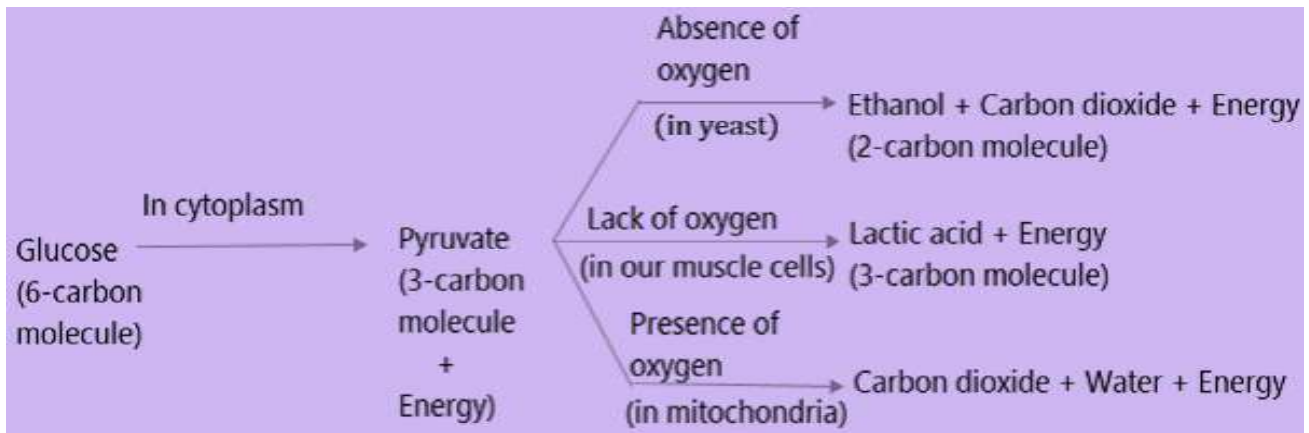 Glucose
(6-carbon
molecule)
In cytoplasm
Pyruvate
(3-carbon
molecule
+
Energy)
Absence of
oxygen
(in yeast)
Ethanol + Carbon dioxide + Energy
(2-carbon molecule)
Lack of oxygen
(in our muscle cells)
Lactic acid + Energy
(3-carbon molecule)
Presence of
oxygen
(in mitochondria)
Carbon dioxide + Water + Energy